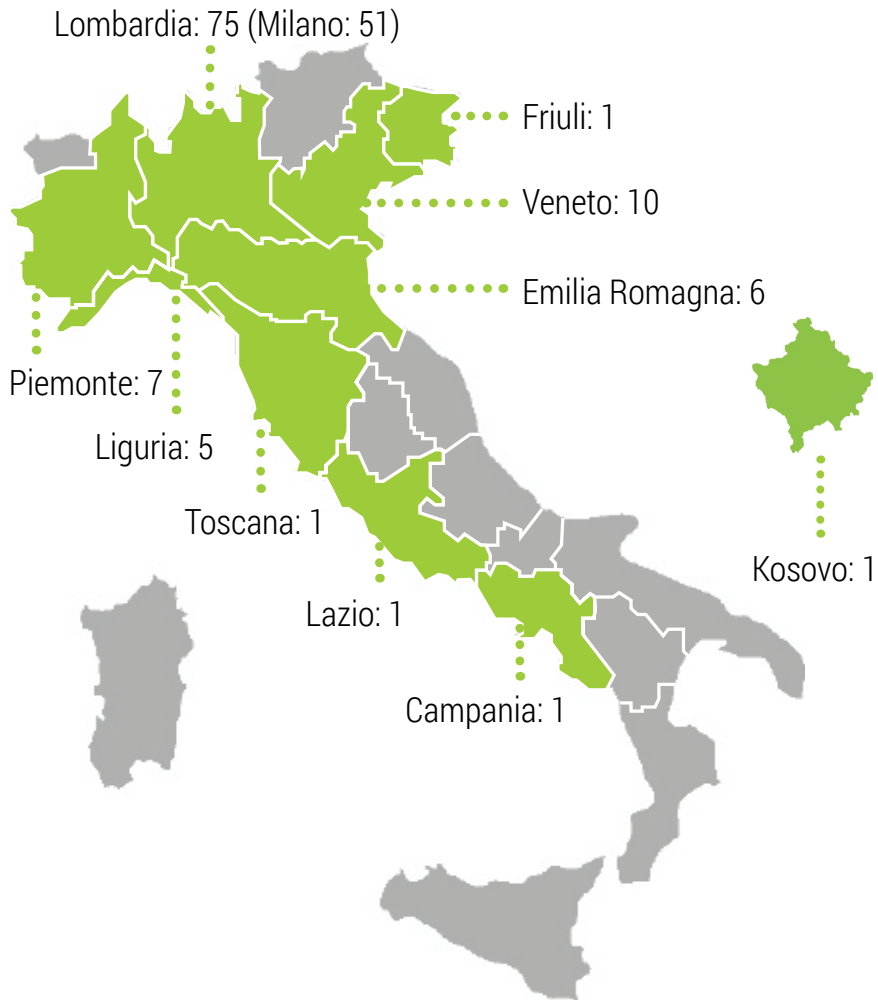 Lombardia: 75 (Milano: 51)
Friuli: 1
Veneto: 10
Emilia Romagna: 6
Piemonte: 7
Liguria: 5
Toscana: 1
Kosovo: 1
Lazio: 1
Campania: 1